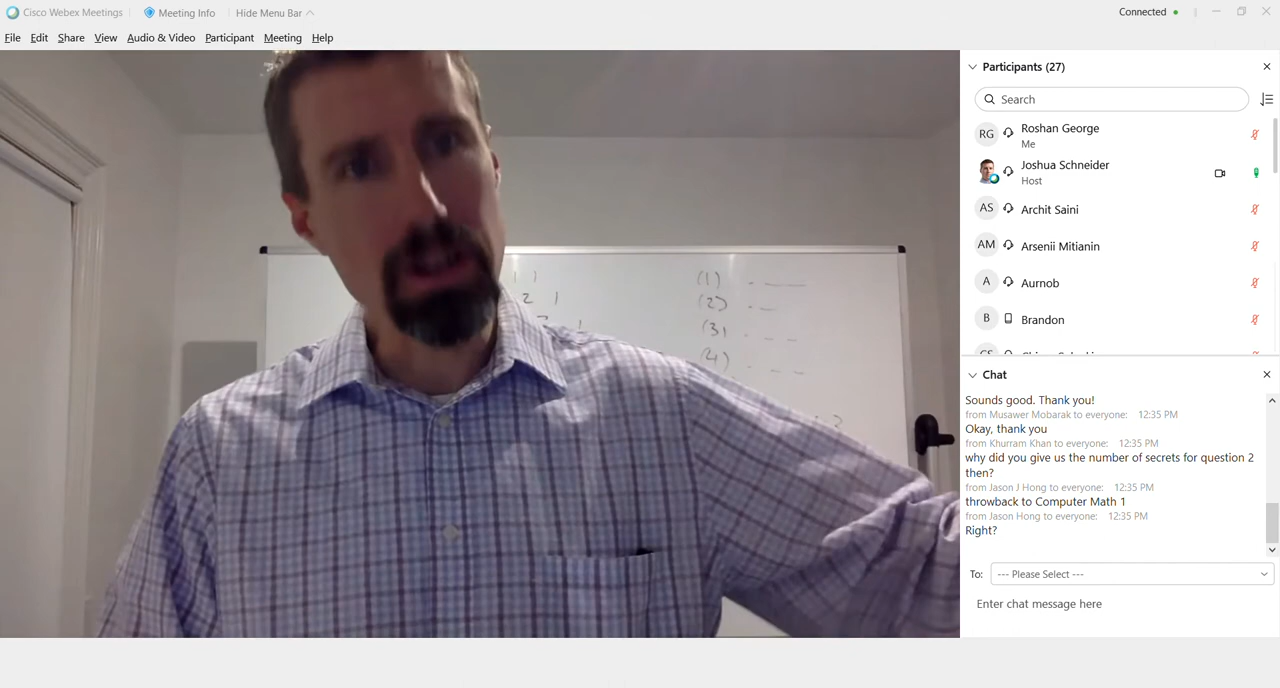 Cisco Webex Meetings
Meeting Info
Hide Menu Bar
Connected
File Edit Share View Audio & Video Participant Meeting Help
Participants (27)
Search
RG Roshan George
Me
Joshua Schneider
Host
AS Archit Saini
AM Arsenii Mitianin
A Aurnob
B Brandon
(1)
(2)
(3)
(4)
1 1
2 1
Chat
Sounds good. Thank you!
from Musawer Mobarak to everyone: 12:35 PM
Okay, thank you
from Khurram Khan to everyone: 12:35 PM
why did you give us the number of secrets for question 2
then?
from Jason J Hong to everyone: 12:35 PM
throwback to Computer Math 1
from Jason Hong to everyone: 12:35 PM
Right?
To: --- Please Select ---
Enter chat message here